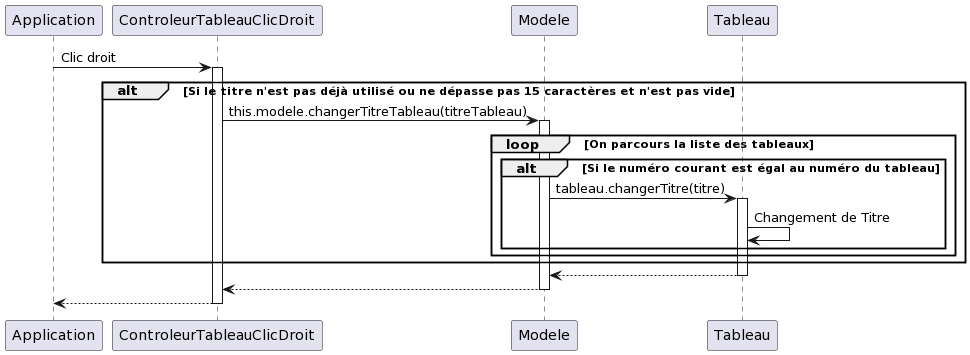 Application ControleurTableauClicDroit Modele Tableau
Clic droit
alt [Si le titre n'est pas déjà utilisé ou ne dépasse pas 15 caractères et n'est pas vide]
this.modele.changerTitreTableau(titreTableau)
loop [On parcours la liste des tableaux]
alt [Si le numéro courant est égal au numéro du tableau]
tableau.changerTitre(titre)
Changement de Titre
Application ControleurTableauClicDroit Modele Tableau